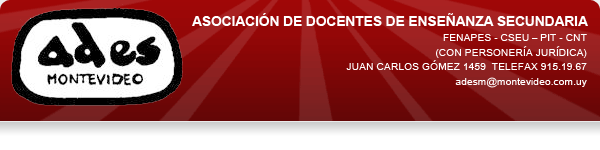 ades
MONTEVIDEO
ASOCIACIÓN DE DOCENTES DE ENSEÑANZA SECUNDARIA
FENAPES - CSEU – PIT - CNT
(CON PERSONERÍA JURÍDICA)
JUAN CARLOS GÓMEZ 1459 TELEFAX 915.19.67
adesm@montevideo.com.uy